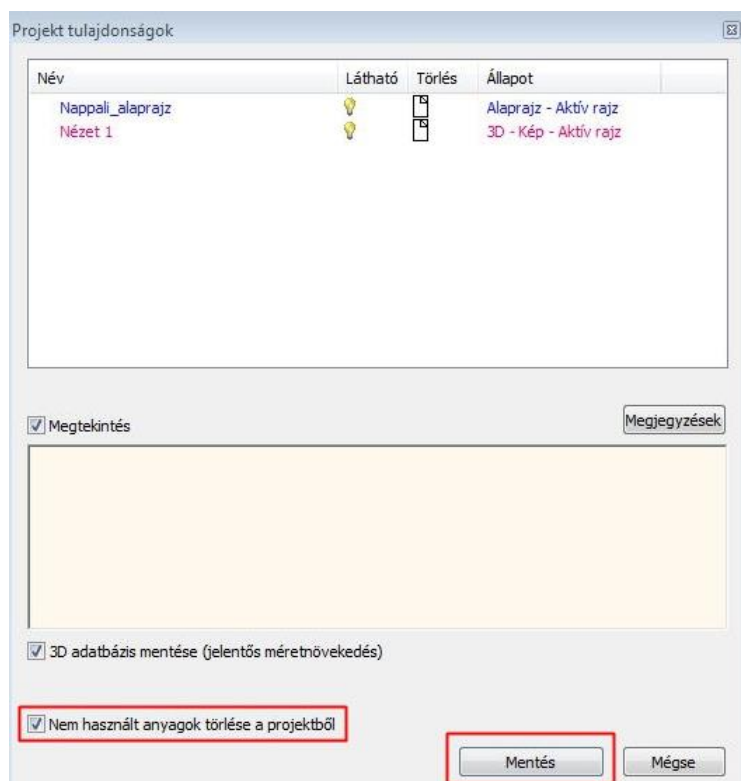 Projekt tulajdonságok
Név Látható Törlés Állapot
Nappali_alaprajz Alaprajz - Aktív rajz
Nézet 1 3D - Kép - Aktív rajz
Megtekintés Megjegyzések
3D adatbázis mentése (jelentős méretnövekedés)
Nem használt anyagok törlése a projektből
Mentés Mégse